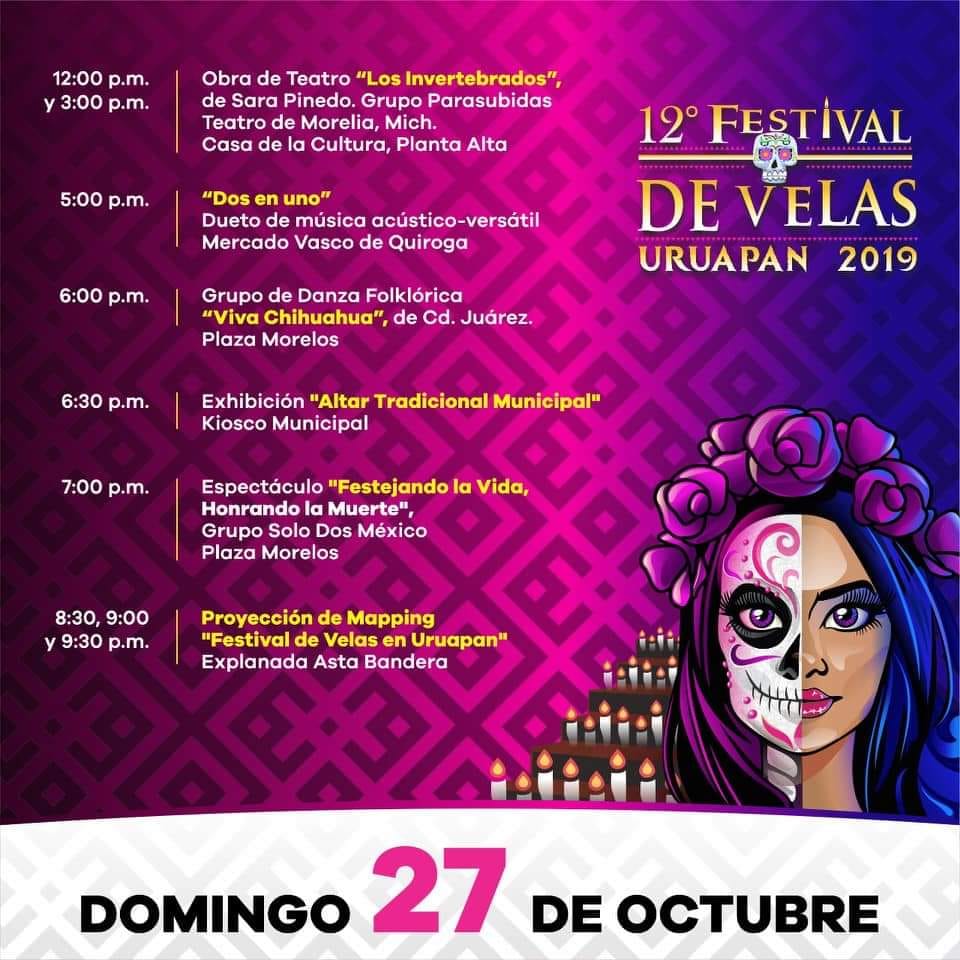 12:00 p.m.
y 3:00 p.m.
Obra de Teatro “Los Invertebrados”,
de Sara Pinedo. Grupo Parasubidas
Teatro de Morelia, Mich.
Casa de la Cultura, Planta Alta
5:00 p.m.
“Dos en uno”
Dueto de música acústico-versátil
Mercado Vasco de Quiroga
6:00 p.m.
Grupo de Danza Folklórica
“Viva Chihuahua”, de Cd. Juárez.
Plaza Morelos
6:30 p.m.
Exhibición "Altar Tradicional Municipal"
Kiosco Municipal
7:00 p.m.
Espectáculo "Festejando la Vida,
Honrando la Muerte",
Grupo Solo Dos México
Plaza Morelos
8:30, 9:00
y 9:30 p.m.
Proyección de Mapping
"Festival de Velas en Uruapan"
Explanada Asta Bandera
12° FESTIVAL
DE VELAS
URUAPAN 2019
DOMINGO 27 DE OCTUBRE